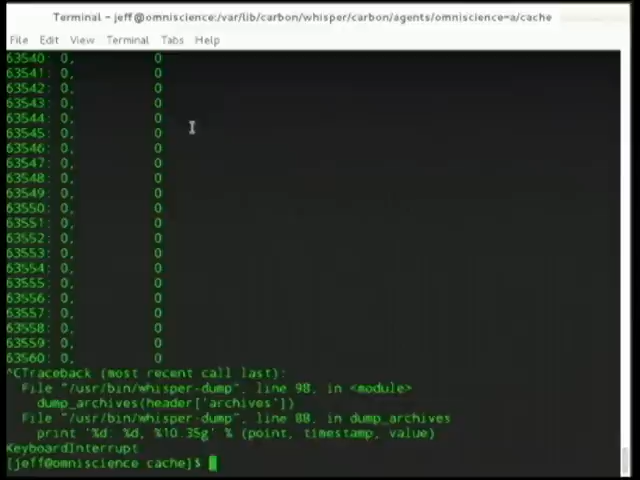 Terminal - jeff@omniscience:/var/lib/carbon/whisper/carbon/agents/omniscience-a/cache
File Edit View Terminal Tabs Help
63540: 0, 0
63541: 0, 0
63542: 0, 0
63543: 0, 0
63544: 0, 0
63545: 0, 0
63546: 0, 0
63547: 0, 0
63548: 0, 0
63549: 0, 0
63550: 0, 0
63551: 0, 0
63552: 0, 0
63553: 0, 0
63554: 0, 0
63555: 0, 0
63556: 0, 0
63557: 0, 0
63558: 0, 0
63559: 0, 0
63560: 0, 0
^CTraceback (most recent call last):
File "/usr/bin/whisper-dump", line 98, in <module>
dump_archives(header['archives'])
File "/usr/bin/whisper-dump", line 88, in dump_archives
print '%d: %d, %10.35g' % (point, timestamp, value)
KeyboardInterrupt
[jeff@omniscience cache]$